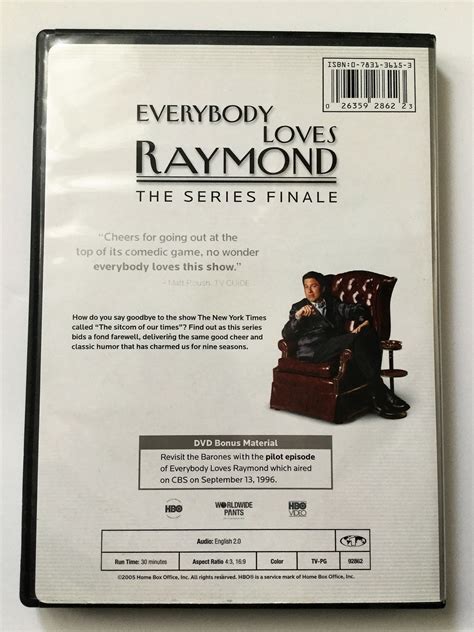 ISBN:0-7831-3615-3
0 26359 28622 23
EVERYBODY
LOVES
RAYMOND
THE SERIES FINALE
“Cheers for going out at the
top of its comedic game, no wonder
everybody loves this show.”
- Matt Roush, TV GUIDE
How do you say goodbye to the show The New York Times
called “The sitcom of our times”? Find out as this series
bids a fond farewell, delivering the same good cheer and
classic humor that has charmed us for nine seasons.
DVD Bonus Material
Revisit the Barones with the pilot episode
of Everybody Loves Raymond which aired
on CBS on September 13, 1996.
HBO
WORLDWIDE
PANTS
HBO
VIDEO
Audio: English 2.0
Run Time: 30 minutes
Aspect Ratio 4:3, 16:9
Color
TV-PG
92862
©2005 Home Box Office, Inc. All rights reserved. HBO® is a service mark of Home Box Office, Inc.